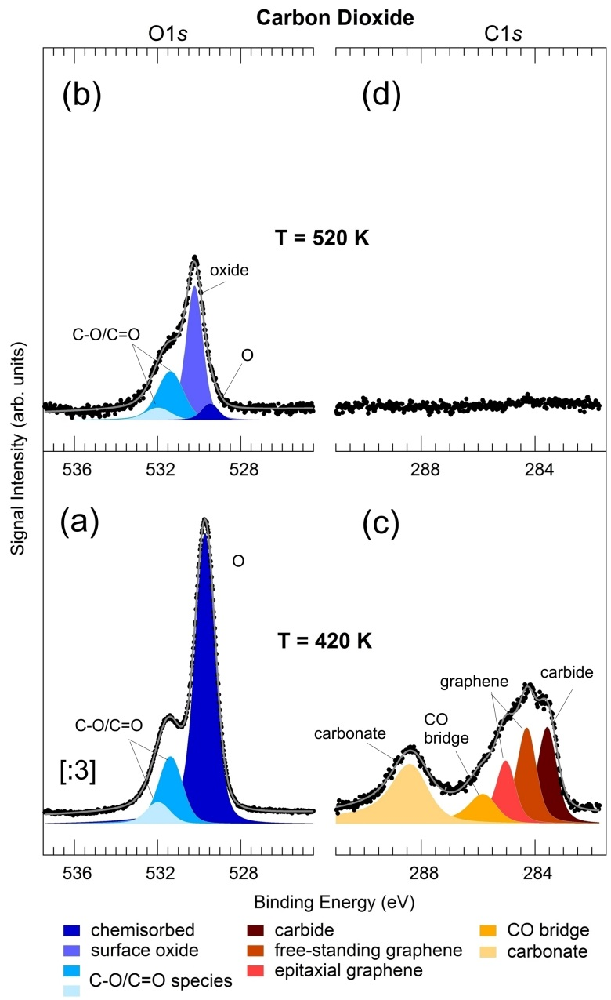 Carbon Dioxide
O1s
C1s
(b)
(d)
T = 520 K
oxide
C-O/C=O
O
536
532
528
288
284
Signal Intensity (arb. units)
(a)
(c)
O
T = 420 K
carbide
graphene
C-O/C=O
CO
bridge
carbonate
[:3]
536
532
528
288
284
Binding Energy (eV)
chemisorbed
carbide
CO bridge
surface oxide
free-standing graphene
carbonate
C-O/C=O species
epitaxial graphene